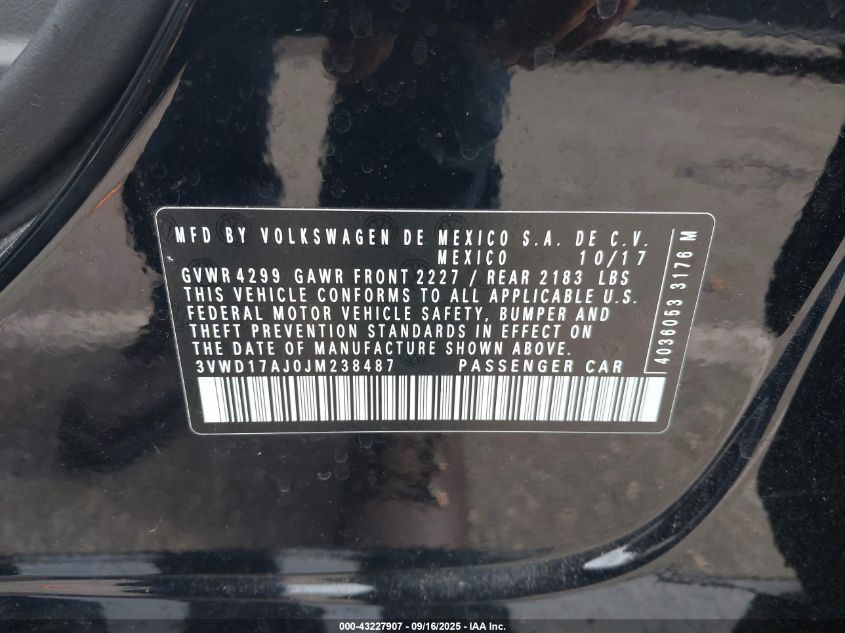 MFD BY VOLKSWAGEN DE MEXICO S.A. DE C.V.
MEXICO 10/17
GVWR 4299 GAWR FRONT 2227 / REAR 2183 LBS
THIS VEHICLE CONFORMS TO ALL APPLICABLE U.S.
FEDERAL MOTOR VEHICLE SAFETY, BUMPER AND
THEFT PREVENTION STANDARDS IN EFFECT ON
THE DATE OF MANUFACTURE SHOWN ABOVE.
3VWD17AJ0JM238487 PASSENGER CAR
4036053 3176 M
000-43227907 - 09/16/2025 - IAA Inc.